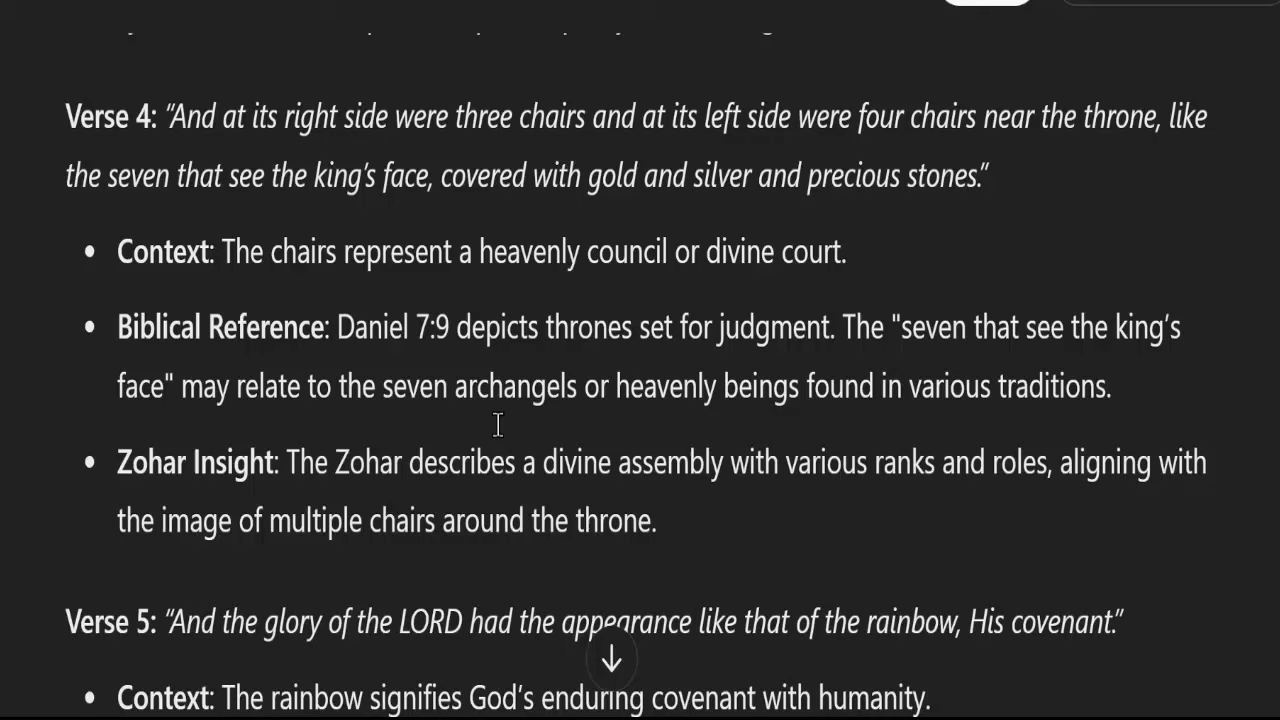 Verse 4: “And at its right side were three chairs and at its left side were four chairs near the throne, like
the seven that see the king’s face, covered with gold and silver and precious stones.”
• Context: The chairs represent a heavenly council or divine court.
• Biblical Reference: Daniel 7:9 depicts thrones set for judgment. The "seven that see the king’s
face" may relate to the seven archangels or heavenly beings found in various traditions.
• Zohar Insight: The Zohar describes a divine assembly with various ranks and roles, aligning with
the image of multiple chairs around the throne.
Verse 5: “And the glory of the LORD had the appearance like that of the rainbow, His covenant.”
• Context: The rainbow signifies God’s enduring covenant with humanity.